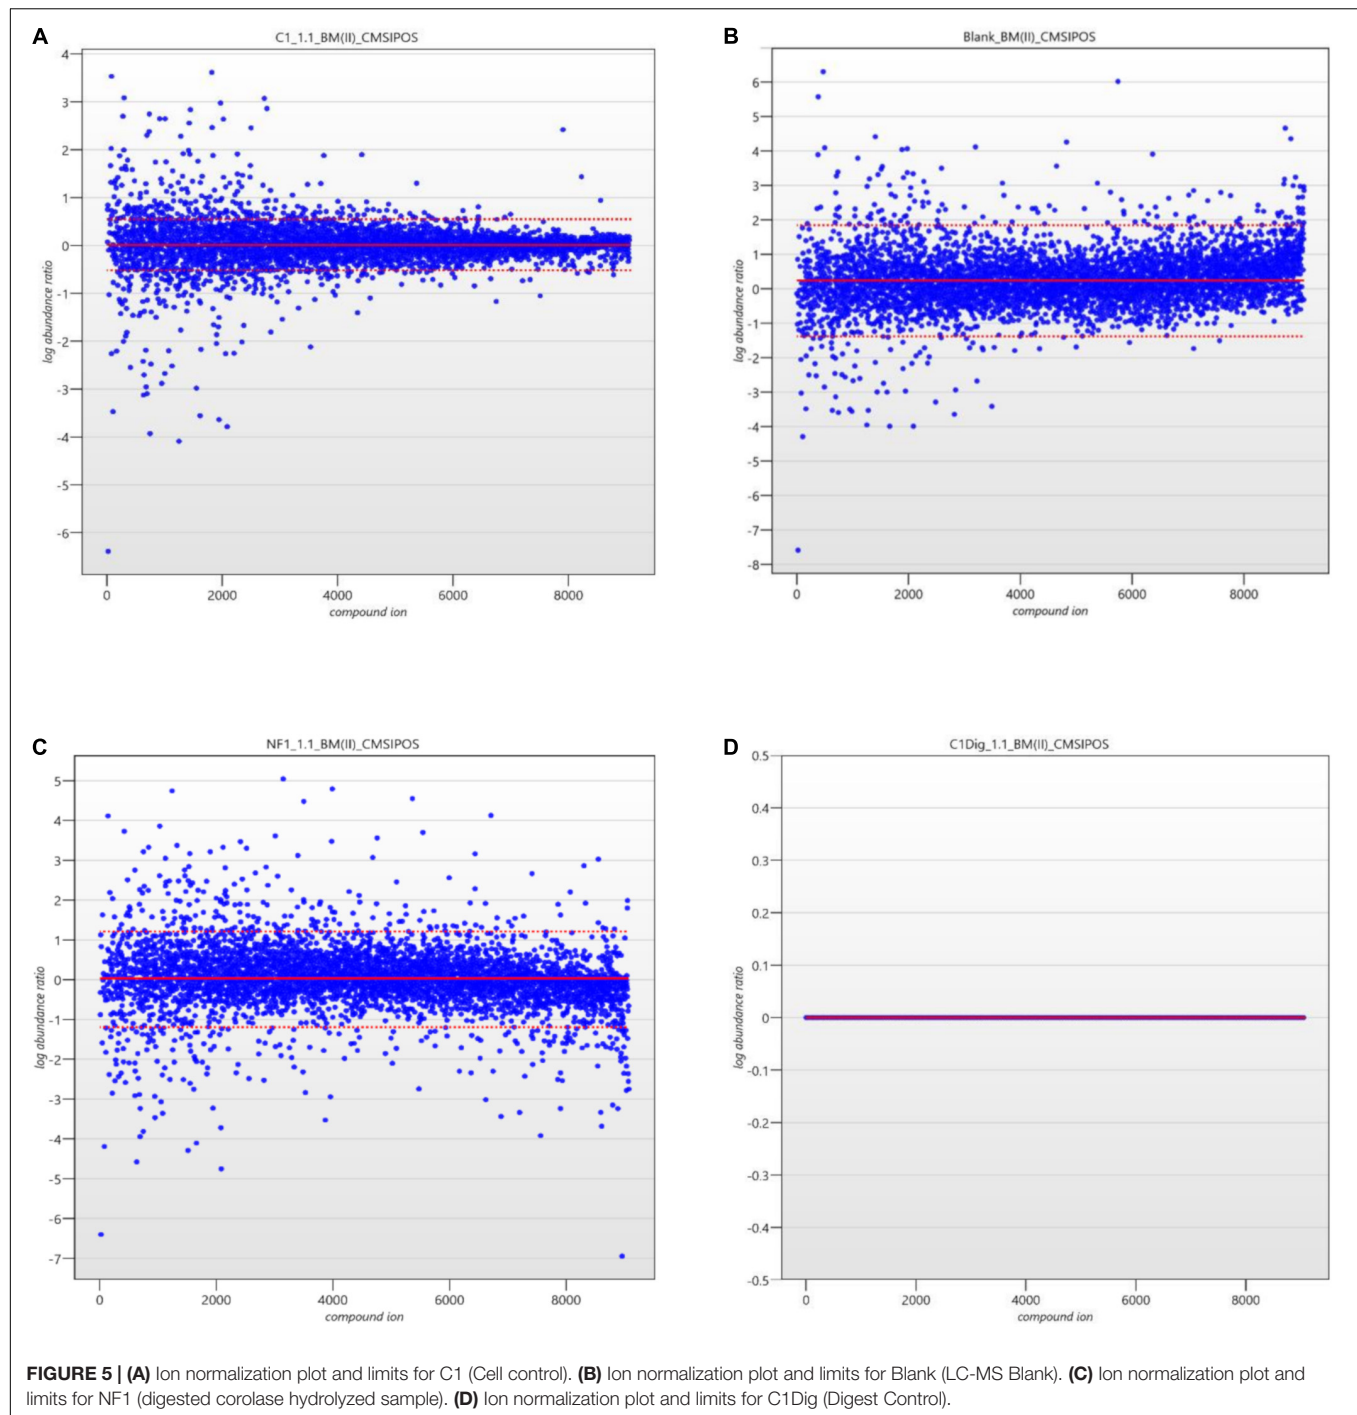 A
C1_1.1_BM(II)_CMSIPOS
4
3
2
1
0
-1
-2
-3
-4
-5
-6
log abundance ratio
0 2000 4000 6000 8000
compound ion
B
Blank_BM(II)_CMSIPOS
6
5
4
3
2
1
0
-1
-2
-3
-4
-5
-6
-7
-8
log abundance ratio
0 2000 4000 6000 8000
compound ion
C
NF1_1.1_BM(II)_CMSIPOS
5
4
3
2
1
0
-1
-2
-3
-4
-5
-6
-7
log abundance ratio
0 2000 4000 6000 8000
compound ion
D
C1Dig_1.1_BM(II)_CMSIPOS
0.5
0.4
0.3
0.2
0.1
0
-0.1
-0.2
-0.3
-0.4
-0.5
log abundance ratio
0 2000 4000 6000 8000
compound ion
FIGURE 5 | (A) Ion normalization plot and limits for C1 (Cell control). (B) Ion normalization plot and limits for Blank (LC-MS Blank). (C) Ion normalization plot and
limits for NF1 (digested corolase hydrolyzed sample). (D) Ion normalization plot and limits for C1Dig (Digest Control).